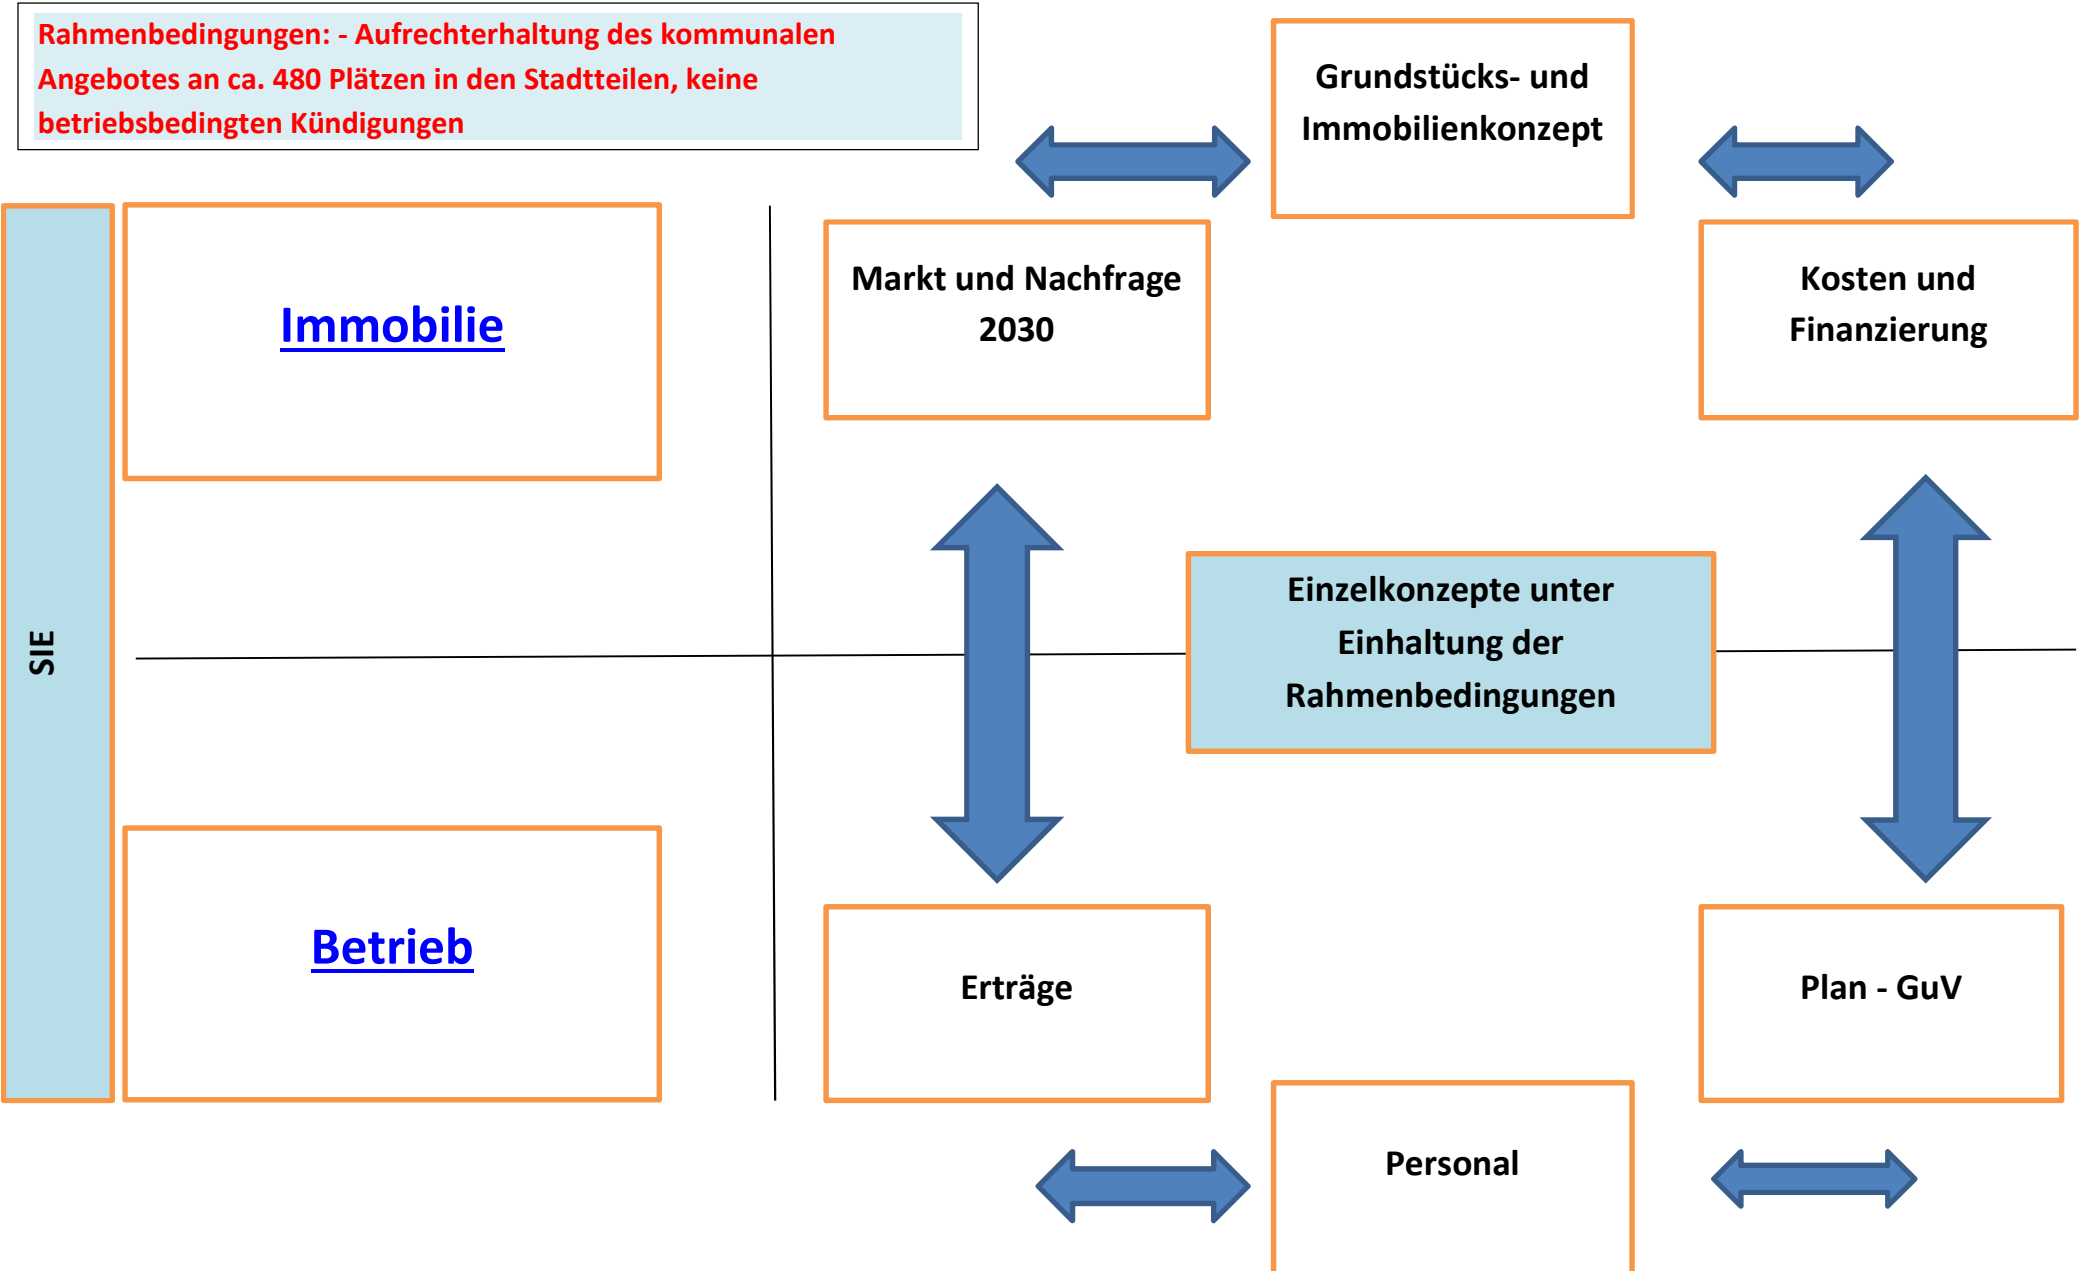 Rahmenbedingungen: - Aufrechterhaltung des kommunalen
Angebotes an ca. 480 Plätzen in den Stadtteilen, keine
betriebsbedingten Kündigungen
Grundstücks- und
Immobilienkonzept
Immobilie
Markt und Nachfrage
2030
Kosten und
Finanzierung
SIE
Einzelkonzepte unter
Einhaltung der
Rahmenbedingungen
Betrieb
Erträge
Plan - GuV
Personal